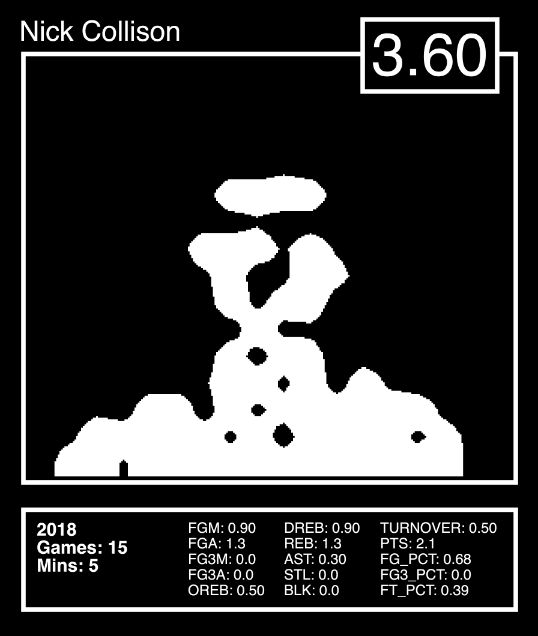 Nick Collison
3.60
2018
Games: 15
Mins: 5
FGM: 0.90
FGA: 1.3
FG3M: 0.0
FG3A: 0.0
OREB: 0.50
DREB: 0.90
REB: 1.3
AST: 0.30
STL: 0.0
BLK: 0.0
TURNOVER: 0.50
PTS: 2.1
FG_PCT: 0.68
FG3_PCT: 0.0
FT_PCT: 0.39